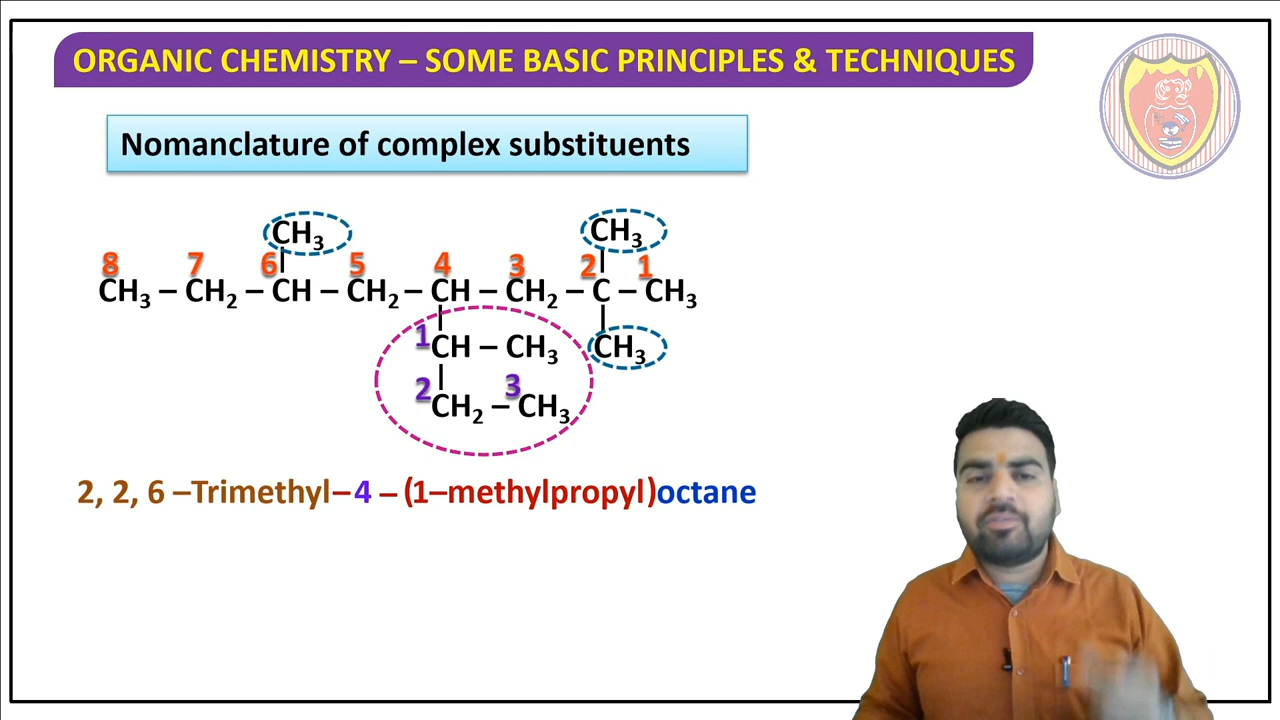 ORGANIC CHEMISTRY – SOME BASIC PRINCIPLES & TECHNIQUES
Nomanclature of complex substituents
CH₃ CH₃
8 7 6 5 4 3 2 1
CH₃ – CH₂ – CH – CH₂ – CH – CH₂ – C – CH₃
1 CH – CH₃ CH₃
2 3
CH₂ – CH₃
2, 2, 6 –Trimethyl–4 – (1–methylpropyl)octane